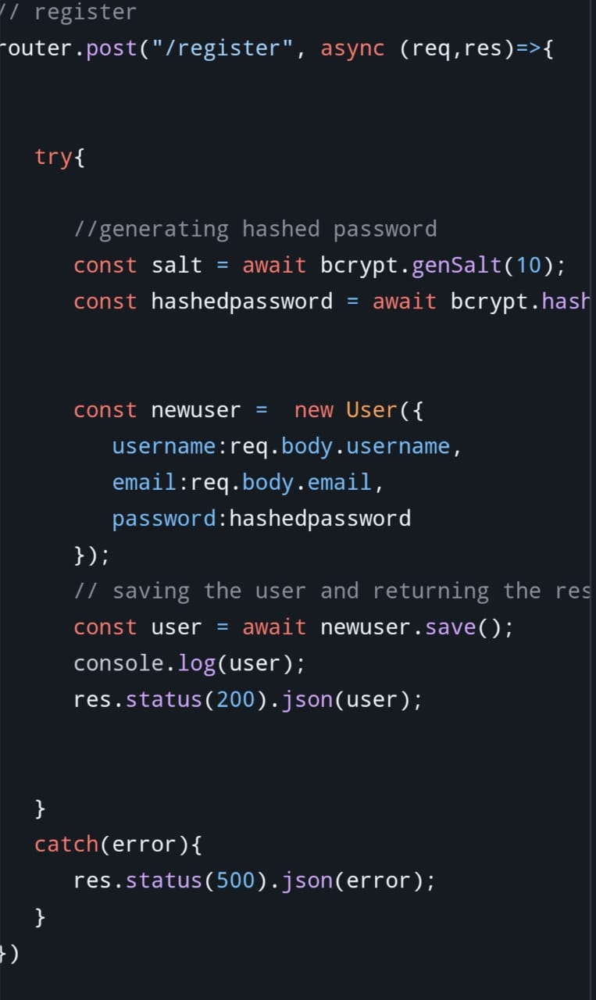 // register
router.post("/register", async (req,res)=>{
try{
//generating hashed password
const salt = await bcrypt.genSalt(10);
const hashedpassword = await bcrypt.hash
const newuser =  new User({
username:req.body.username,
email:req.body.email,
password:hashedpassword
});
// saving the user and returning the res
const user = await newuser.save();
console.log(user);
res.status(200).json(user);
}
catch(error){
res.status(500).json(error);
}
})